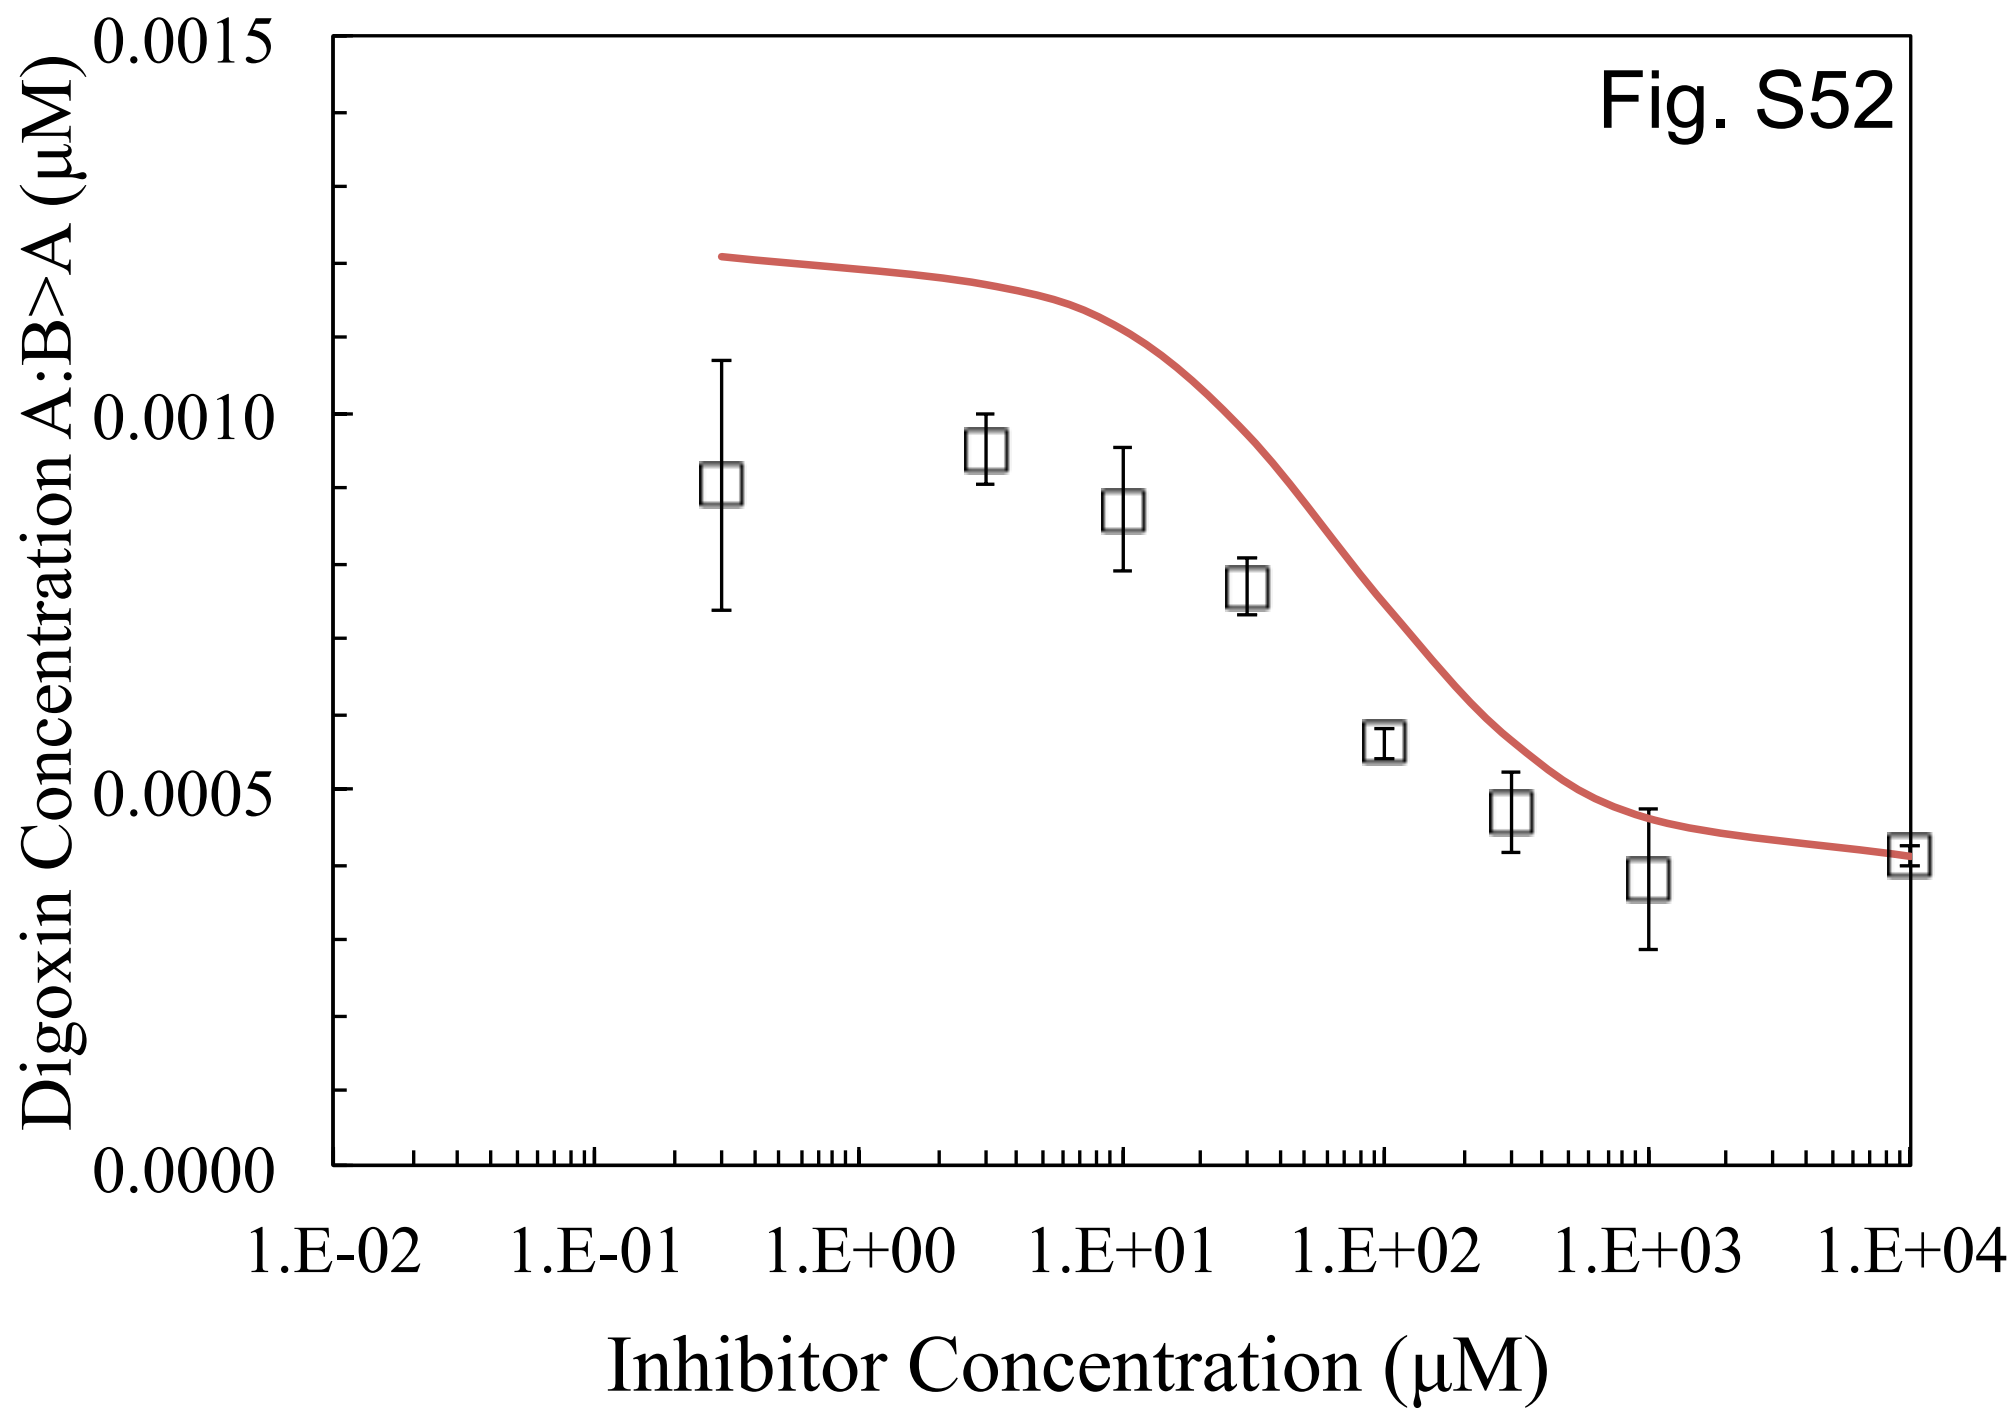 Fig. S52
Digoxin Concentration A:B>A (μM)
0.0015
0.0010
0.0005
0.0000
1.E-02 1.E-01 1.E+00 1.E+01 1.E+02 1.E+03 1.E+04
Inhibitor Concentration (μM)